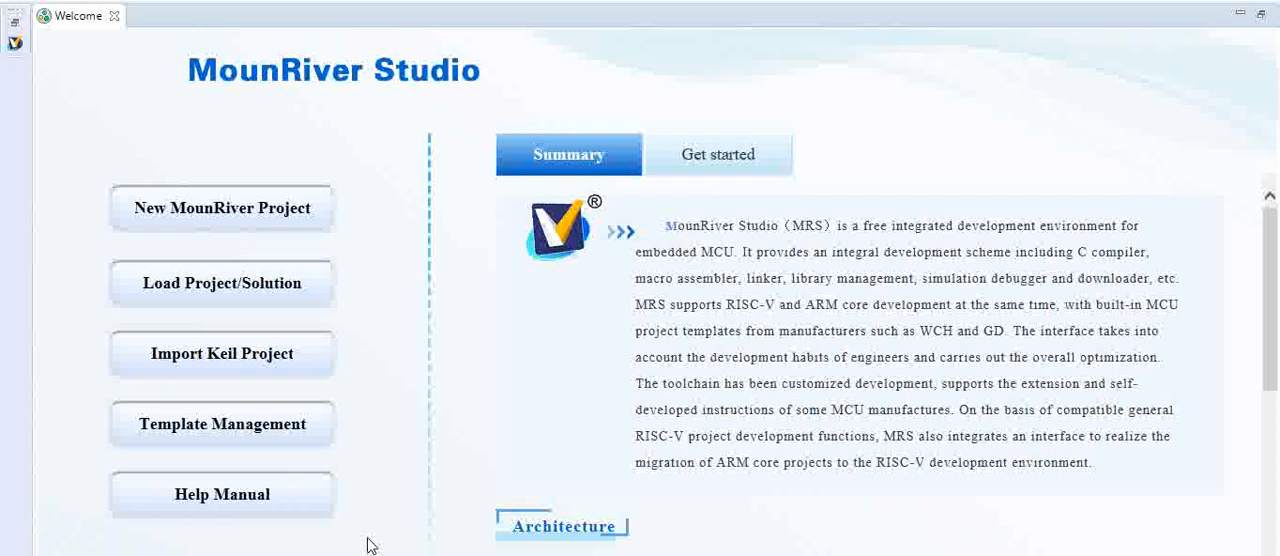 Welcome
MounRiver Studio
New MounRiver Project
Load Project/Solution
Import Keil Project
Template Management
Help Manual
Summary
Get started
®
MounRiver Studio（MRS）is a free integrated development environment for
embedded MCU. It provides an integral development scheme including C compiler,
macro assembler, linker, library management, simulation debugger and downloader, etc.
MRS supports RISC-V and ARM core development at the same time, with built-in MCU
project templates from manufacturers such as WCH and GD. The interface takes into
account the development habits of engineers and carries out the overall optimization.
The toolchain has been customized development, supports the extension and self-
developed instructions of some MCU manufactures. On the basis of compatible general
RISC-V project development functions, MRS also integrates an interface to realize the
migration of ARM core projects to the RISC-V development environment.
Architecture